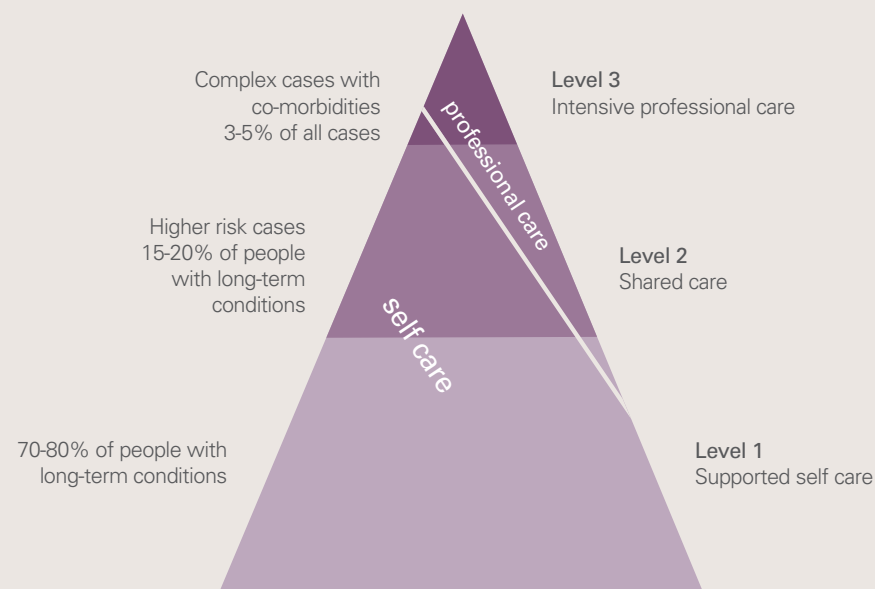 Complex cases with
co-morbidities
3-5% of all cases
Level 3
Intensive professional care
professional care
Higher risk cases
15-20% of people
with long-term
conditions
Level 2
Shared care
self care
70-80% of people with
long-term conditions
Level 1
Supported self care